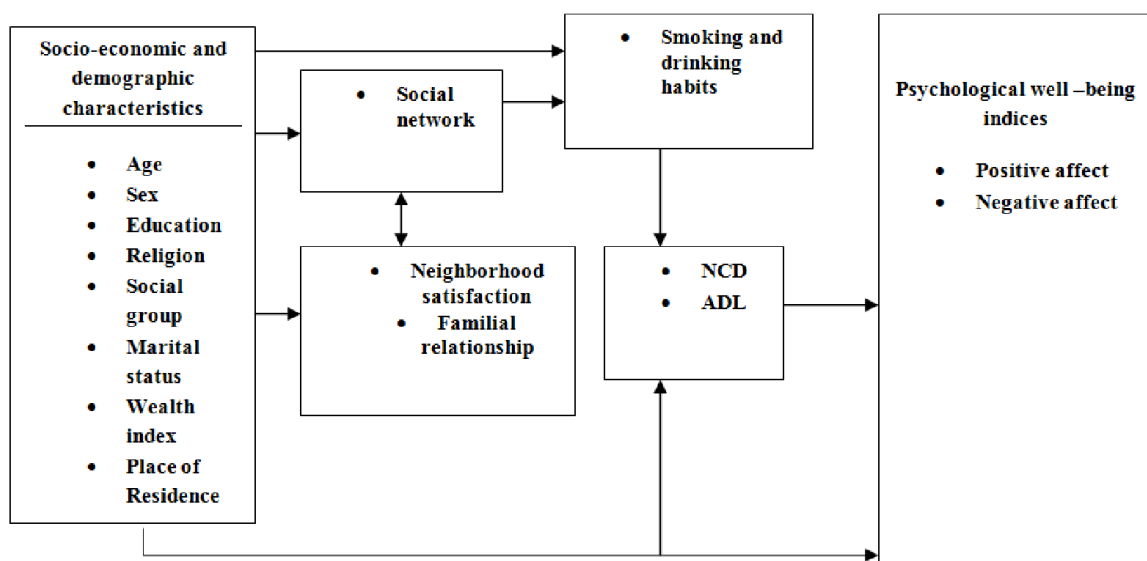 Socio-economic and
demographic
characteristics
• Age
• Sex
• Education
• Religion
• Social
group
• Marital
status
• Wealth
index
• Place of
Residence
• Social
network
• Neighborhood
satisfaction
• Familial
relationship
• Smoking and
drinking
habits
• NCD
• ADL
Psychological well –being
indices
• Positive affect
• Negative affect